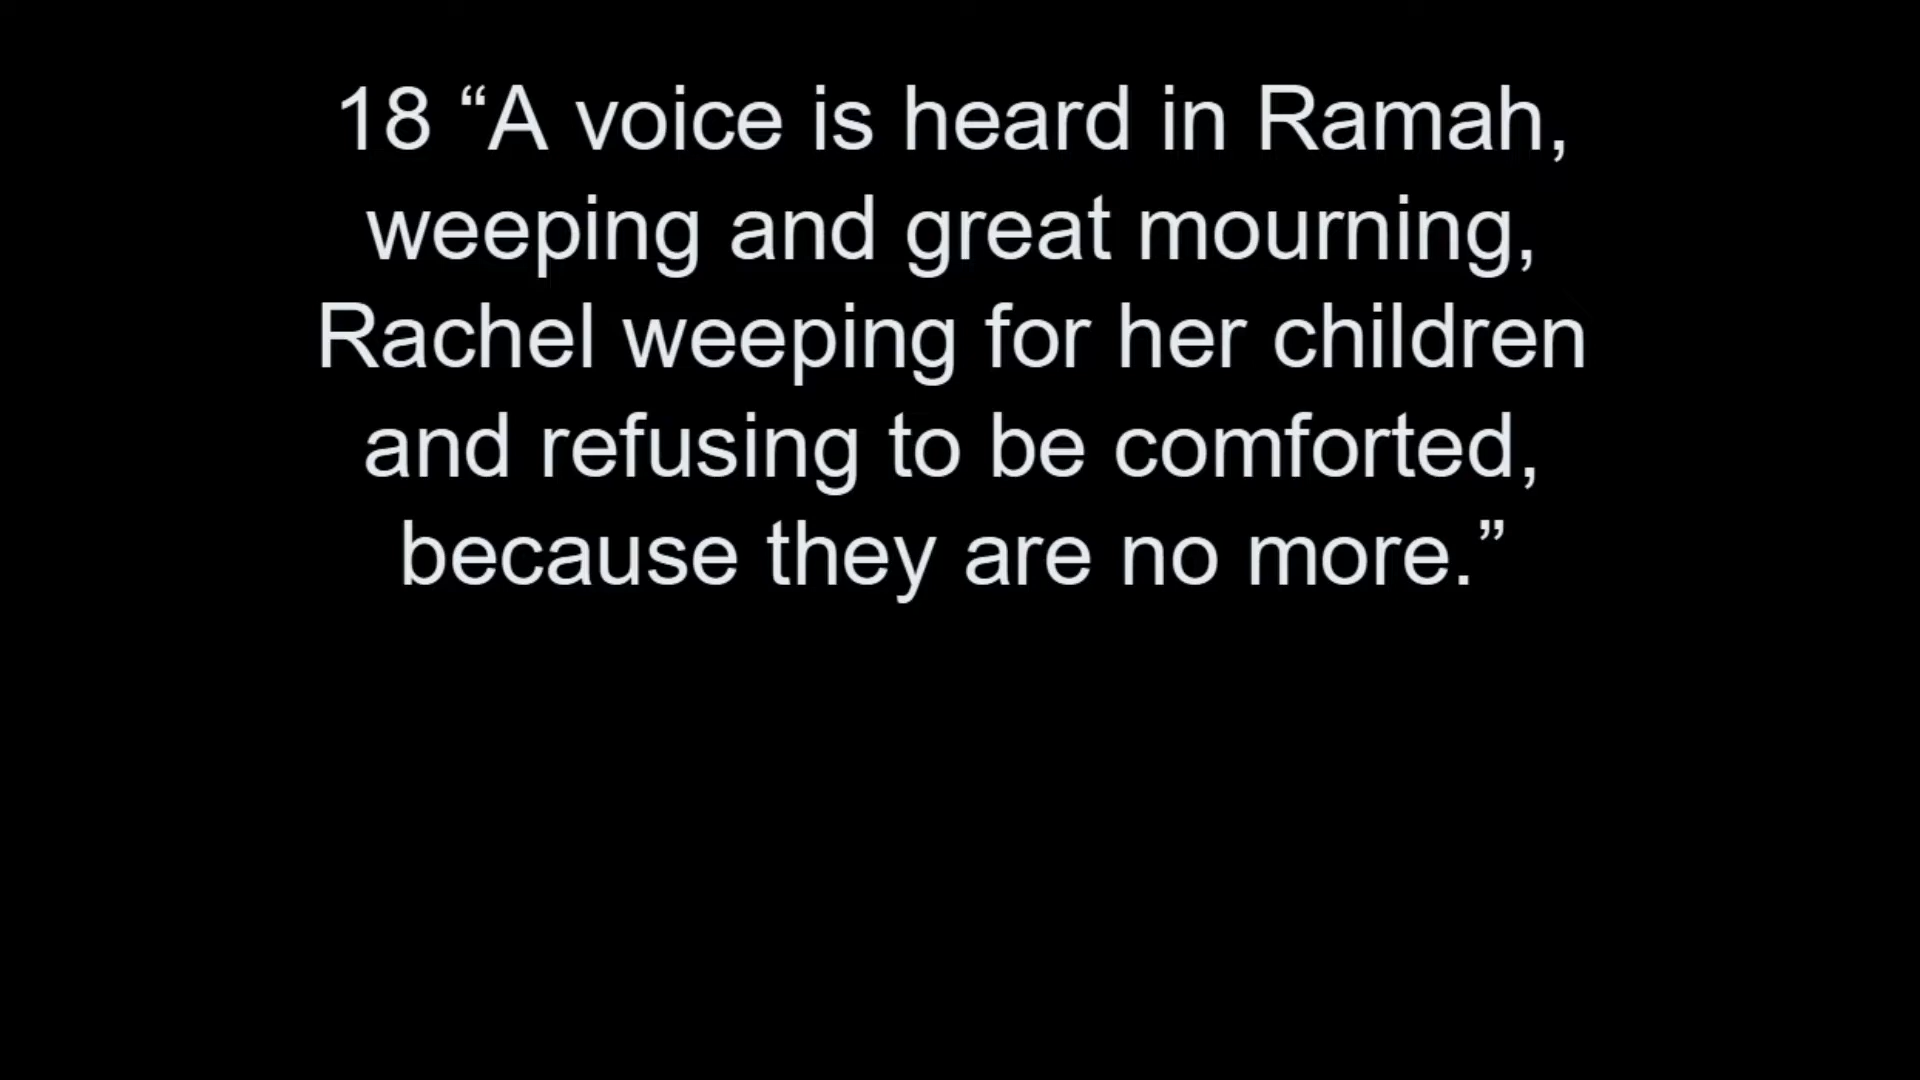 18 “A voice is heard in Ramah,
weeping and great mourning,
Rachel weeping for her children
and refusing to be comforted,
because they are no more.”